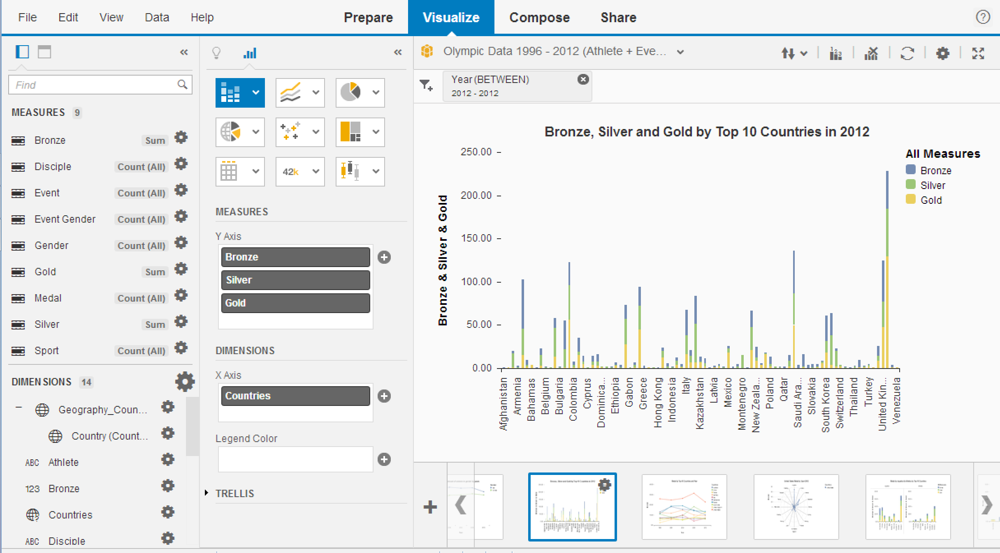 File Edit View Data Help Prepare Visualize Compose Share ?
Olympic Data 1996 - 2012 (Athlete + Eve...
Find
Year (BETWEEN)
2012 - 2012
MEASURES 9
Bronze Sum
Disciple Count (All)
Event Count (All)
Event Gender Count (All)
Gender Count (All)
Gold Sum
Medal Count (All)
Silver Sum
Sport Count (All)
DIMENSIONS 14
Geography_Coun...
Country (Count...
ABC Athlete
123 Bronze
Countries
ABC Disciple
42k
MEASURES
Y Axis
Bronze
Silver
Gold
DIMENSIONS
X Axis
Countries
Legend Color
TRELLIS
Bronze, Silver and Gold by Top 10 Countries in 2012
Bronze & Silver & Gold
250.00
200.00
150.00
100.00
50.00
0.00
Afghanistan
Armenia
Bahamas
Belgium
Bulgaria
Colombia
Cyprus
Dominica...
Ethiopia
Gabon
Greece
Hong Kong
Indonesia
Italy
Kazakhstan
Latvia
Mexico
Montenegro
New Zeala...
Poland
Qatar
Saudi Ara...
Slovakia
South Korea
Switzerland
Thailand
Turkey
United Kin...
Venezuela
All Measures
Bronze
Silver
Gold